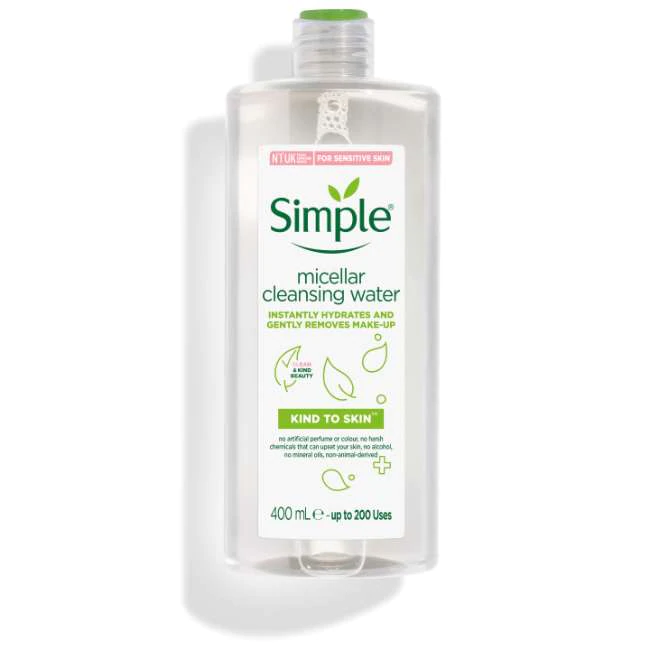 NTUK FOR SENSITIVE SKIN
Simple®
micellar
cleansing water
INSTANTLY HYDRATES AND
GENTLY REMOVES MAKE-UP
CLEAN
& KIND
BEAUTY
KIND TO SKIN™
no artificial perfume or colour, no harsh
chemicals that can upset your skin, no alcohol,
no mineral oils, non-animal-derived
400 mL℮ - up to 200 Uses